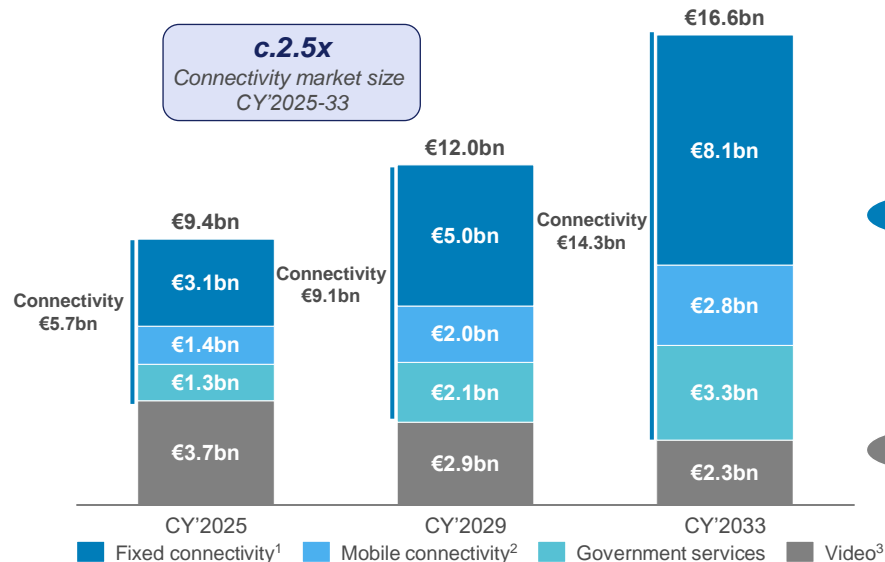 c.2.5x
Connectivity market size
CY'2025-33
€16.6bn
€8.1bn
€12.0bn
Connectivity
€14.3bn
€9.4bn
€5.0bn
Connectivity
€9.1bn
€3.1bn
Connectivity
€5.7bn
€2.8bn
€2.0bn
€1.4bn
€1.3bn
€2.1bn
€3.3bn
€3.7bn
€2.9bn
€2.3bn
CY'2025
CY'2029
CY'2033
Fixed connectivity¹
Mobile connectivity²
Government services
Video³